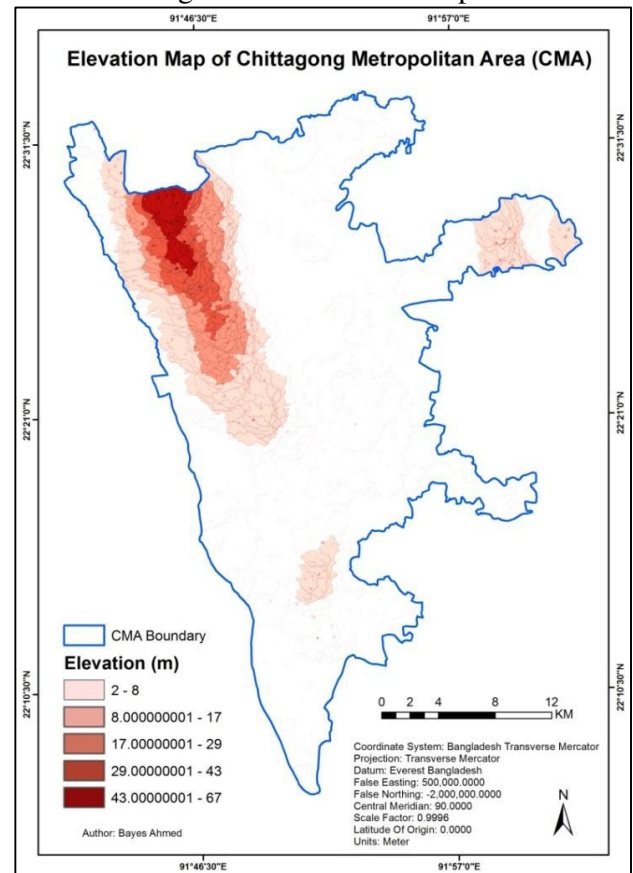 91°46'30"E 91°57'0"E
Elevation Map of Chittagong Metropolitan Area (CMA)
22°31'30"N 22°31'30"N
22°21'0"N 22°21'0"N
22°10'30"N 22°10'30"N
CMA Boundary
Elevation (m)
2 - 8
8.000000001 - 17
17.00000001 - 29
29.00000001 - 43
43.00000001 - 67
Author: Bayes Ahmed
0 2 4 8 12
KM
Coordinate System: Bangladesh Transverse Mercator
Projection: Transverse Mercator
Datum: Everest Bangladesh
False Easting: 500,000.0000
False Northing: -2,000,000.0000
Central Meridian: 90.0000
Scale Factor: 0.9996
Latitude Of Origin: 0.0000
Units: Meter
N
91°46'30"E 91°57'0"E